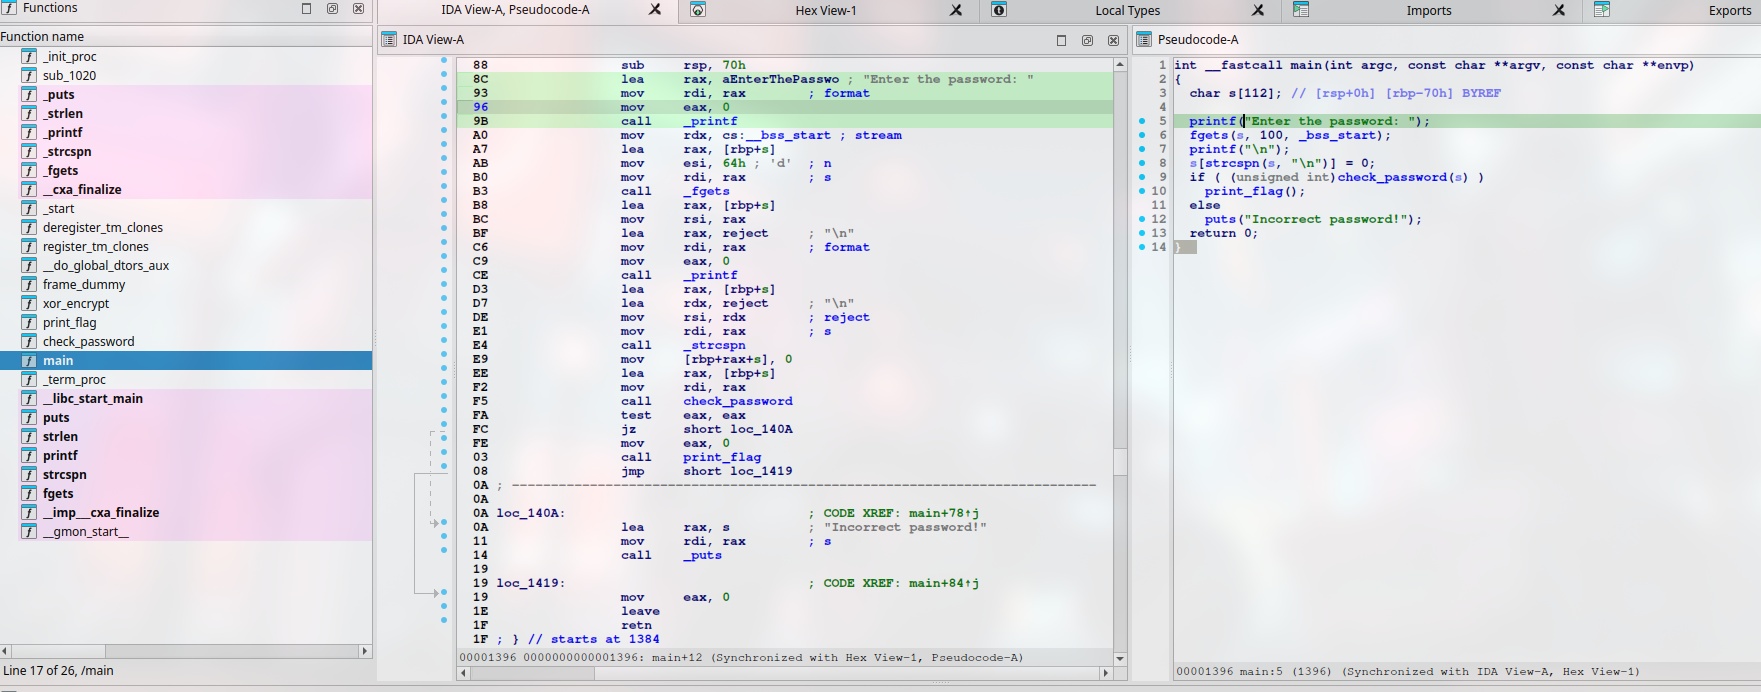 Functions
Function name
_init_proc
sub_1020
_puts
_strlen
_printf
_strcspn
_fgets
__cxa_finalize
_start
deregister_tm_clones
register_tm_clones
__do_global_dtors_aux
frame_dummy
xor_encrypt
print_flag
check_password
main
_term_proc
__libc_start_main
puts
strlen
printf
strcspn
fgets
__imp___cxa_finalize
__gmon_start__
Line 17 of 26, /main
IDA View-A, Pseudocode-A
Hex View-1
Local Types
Imports
Exports
IDA View-A
88 sub rsp, 70h
8C lea rax, aEnterThePasswo ; "Enter the password: "
93 mov rdi, rax ; format
96 mov eax, 0
9B call _printf
A0 mov rdx, cs:__bss_start ; stream
A7 lea rax, [rbp+s]
AB mov esi, 64h ; 'd' ; n
B0 mov rdi, rax ; s
B3 call _fgets
B8 lea rax, [rbp+s]
BC mov rsi, rax
BF lea rax, reject ; "\n"
C6 mov rdi, rax ; format
C9 mov eax, 0
CE call _printf
D3 lea rax, [rbp+s]
D7 lea rdx, reject ; "\n"
DE mov rsi, rdx ; reject
E1 mov rdi, rax ; s
E4 call _strcspn
E9 mov [rbp+rax+s], 0
EE lea rax, [rbp+s]
F2 mov rdi, rax
F5 call check_password
FA test eax, eax
FC jz short loc_140A
FE mov eax, 0
03 call print_flag
08 jmp short loc_1419
0A ; ---------------------------------------------------------------------------
0A
0A loc_140A: ; CODE XREF: main+78↑j
0A lea rax, s ; "Incorrect password!"
11 mov rdi, rax ; s
14 call _puts
19
19 loc_1419: ; CODE XREF: main+84↑j
19 mov eax, 0
1E leave
1F retn
1F ; } // starts at 1384
00001396 0000000000001396: main+12 (Synchronized with Hex View-1, Pseudocode-A)
Pseudocode-A
1 int __fastcall main(int argc, const char **argv, const char **envp)
2 {
3 char s[112]; // [rsp+0h] [rbp-70h] BYREF
4
5 printf("Enter the password: ");
6 fgets(s, 100, _bss_start);
7 printf("\n");
8 s[strcspn(s, "\n")] = 0;
9 if ( (unsigned int)check_password(s) )
10 print_flag();
11 else
12 puts("Incorrect password!");
13 return 0;
14 }
00001396 main:5 (1396) (Synchronized with IDA View-A, Hex View-1)